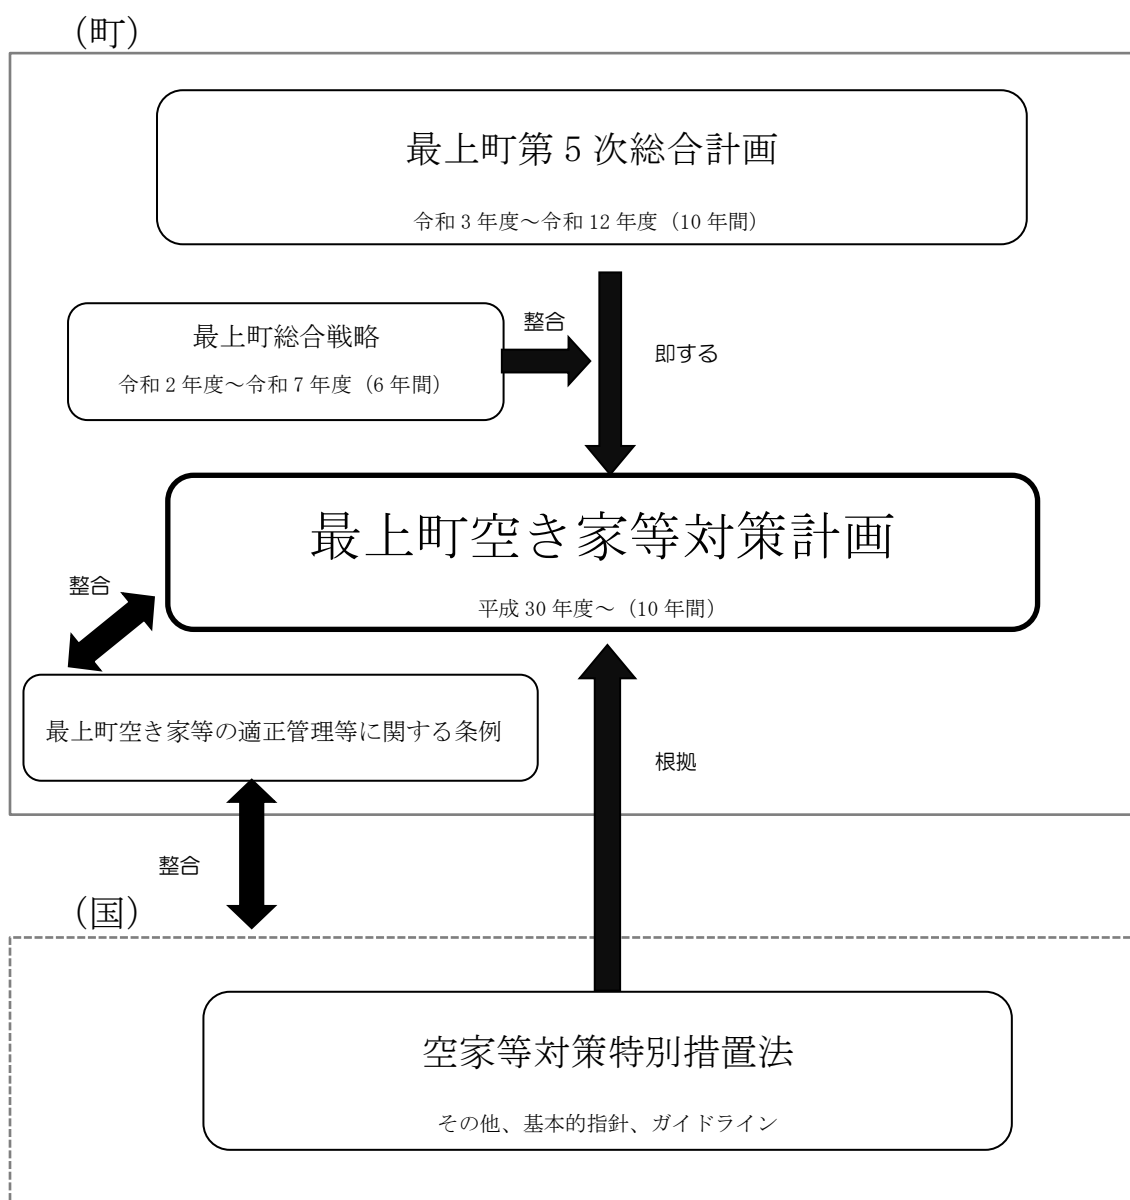 (町)
最上町第5次総合計画
令和3年度～令和12年度（10年間）
整合
最上町総合戦略
即する
令和2年度～令和7年度（6年間）
最上町空き家等対策計画
整合
平成30年度～（10年間）
最上町空き家等の適正管理等に関する条例
根拠
整合
(国)
空家等対策特別措置法
その他、基本的指針、ガイドライン